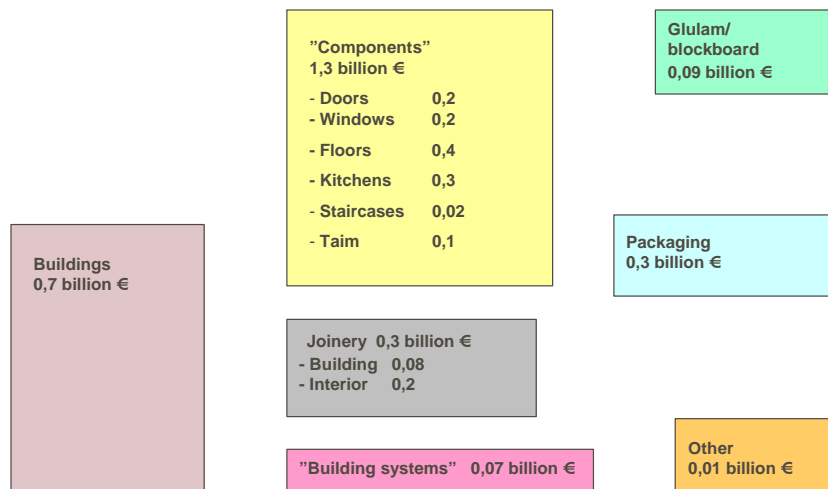 ”Components”
1,3 billion €
- Doors 0,2
- Windows 0,2
- Floors 0,4
- Kitchens 0,3
- Staircases 0,02
- Taim 0,1
Glulam/
blockboard
0,09 billion €
Buildings
0,7 billion €
Packaging
0,3 billion €
Joinery 0,3 billion €
- Building 0,08
- Interior 0,2
”Building systems” 0,07 billion €
Other
0,01 billion €